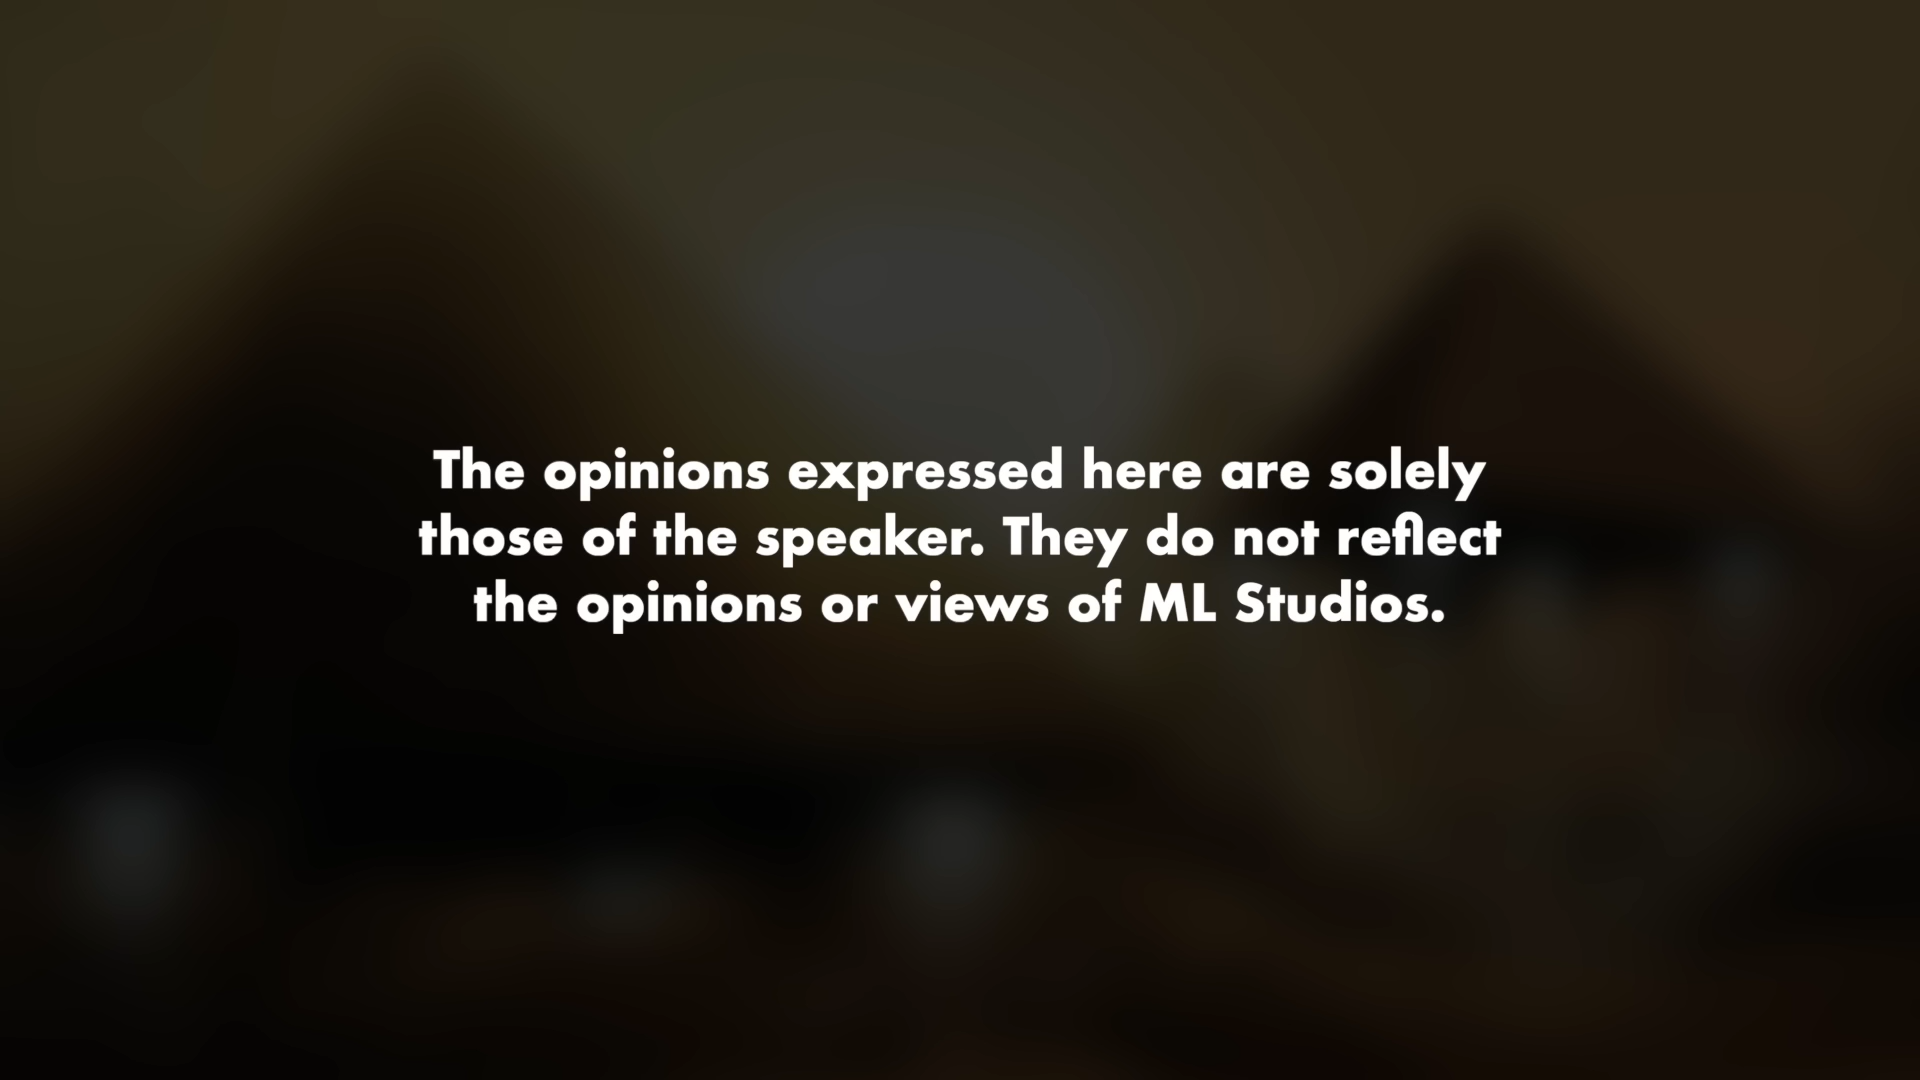 The opinions expressed here are solely
those of the speaker. They do not reflect
the opinions or views of ML Studios.